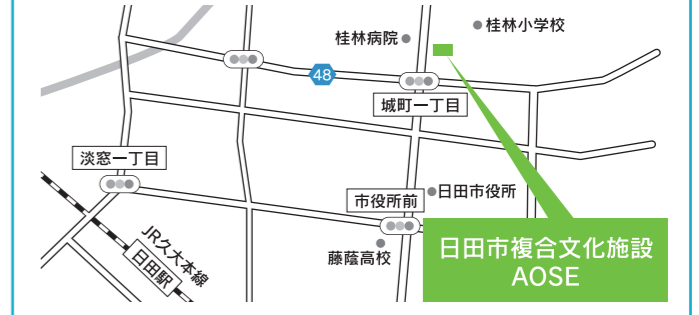 桂林病院
桂林小学校
48
城町一丁目
淡窓一丁目
市役所前
日田市役所
JR久大本線
日田駅
藤蔭高校
日田市複合文化施設
AOSE